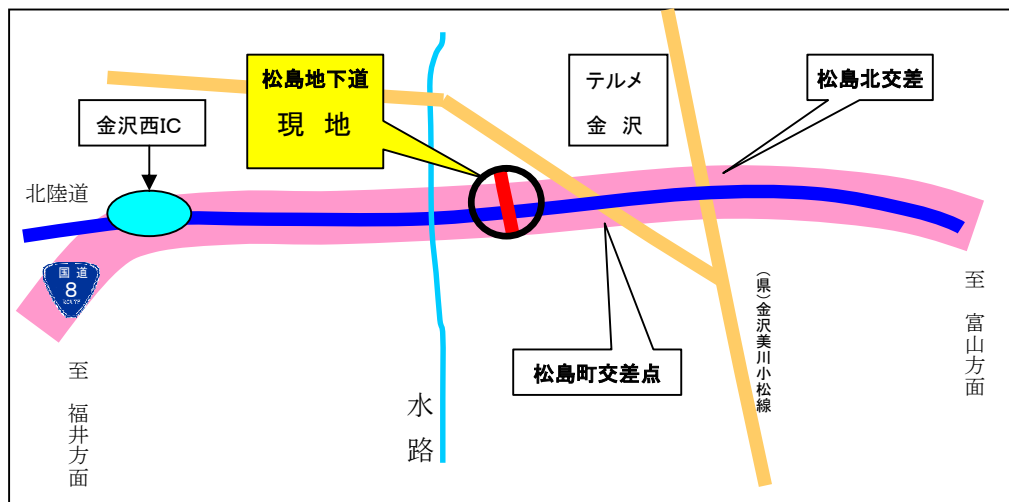 松島地下道
現 地
テルメ
金 沢
松島北交差
金沢西IC
北陸道
国道
8
ROUTE
松島町交差点
(県)金沢美川小松線
至 富山方面
至 福井方面
水路